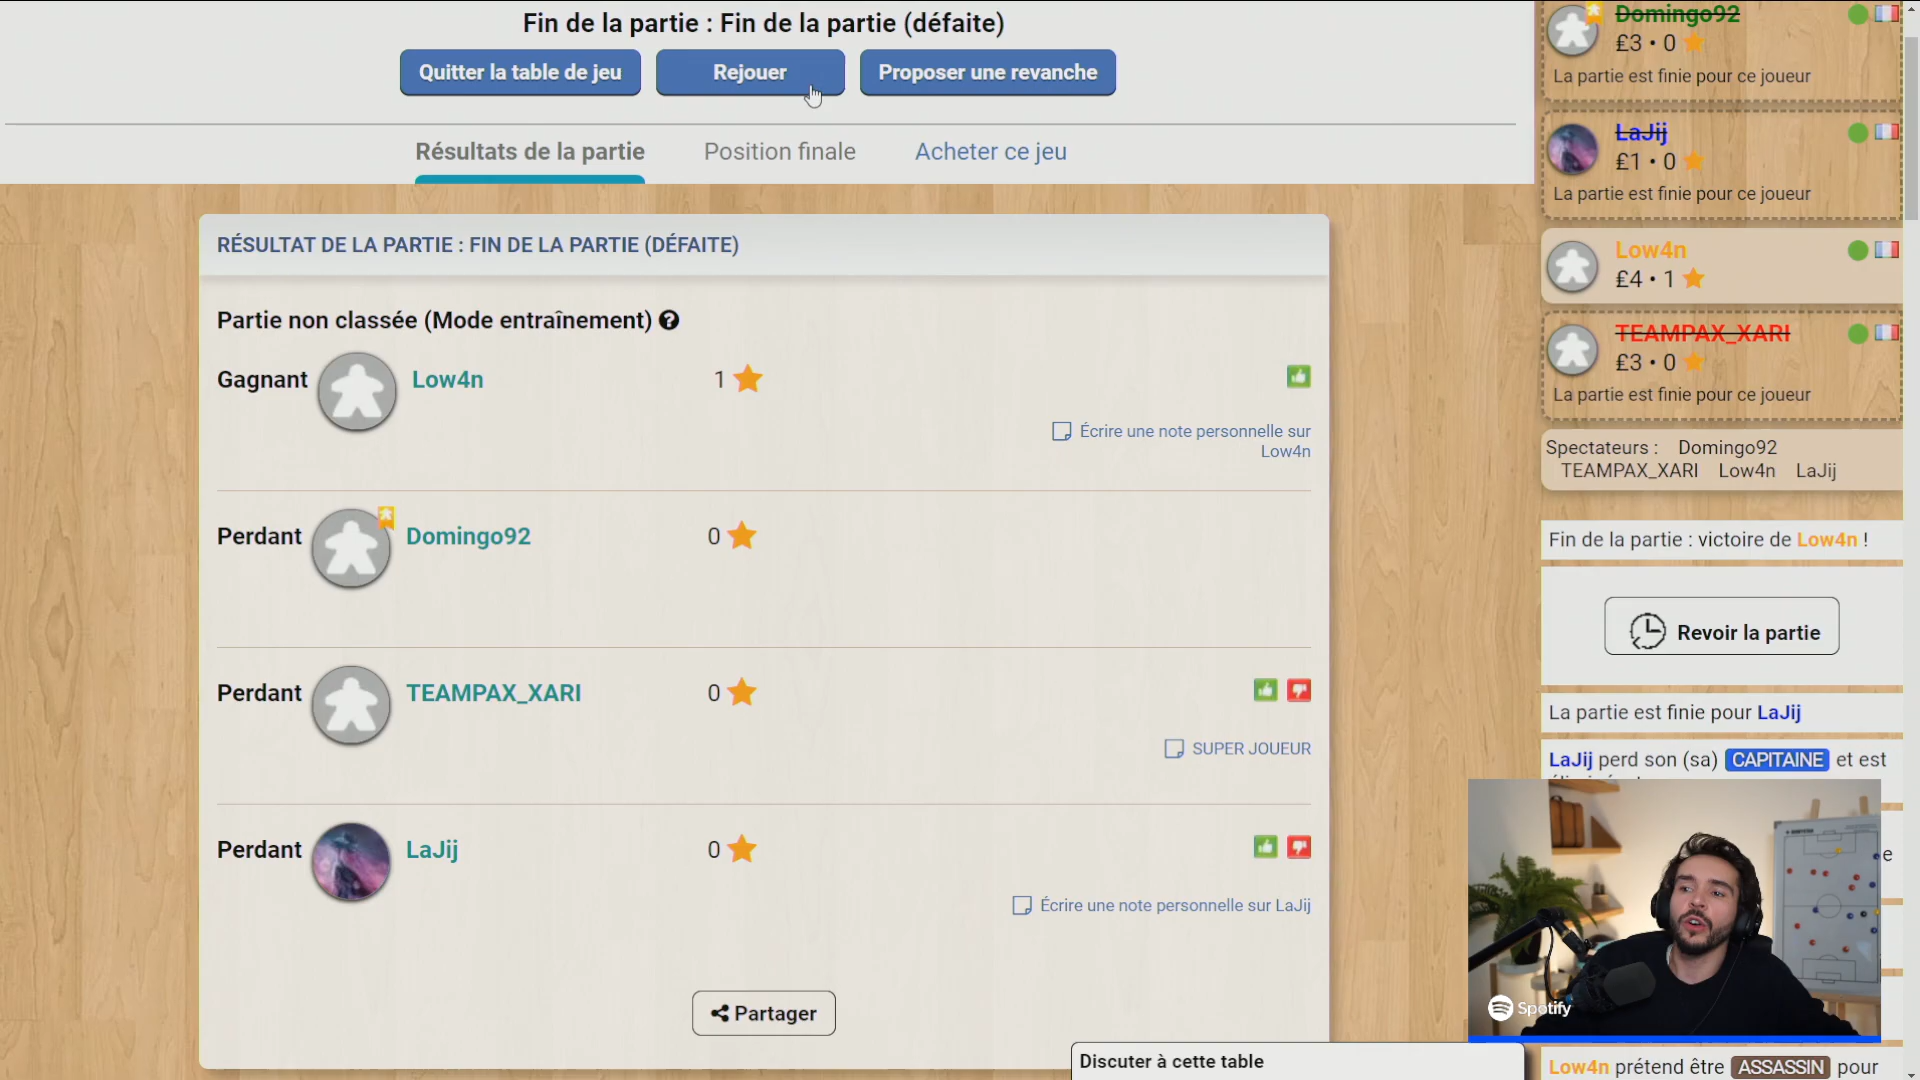 Fin de la partie : Fin de la partie (défaite)
Quitter la table de jeu
Rejouer
Proposer une revanche
Résultats de la partie
Position finale
Acheter ce jeu
RÉSULTAT DE LA PARTIE : FIN DE LA PARTIE (DÉFAITE)
Partie non classée (Mode entraînement) ?
Gagnant Low4n 1
Écrire une note personnelle sur
Low4n
Perdant Domingo92 0
Perdant TEAMPAX_XARI 0
SUPER JOUEUR
Perdant LaJij 0
Écrire une note personnelle sur LaJij
Partager
Discuter à cette table
Domingo92
£3 • 0
La partie est finie pour ce joueur
LaJij
£1 • 0
La partie est finie pour ce joueur
Low4n
£4 • 1
TEAMPAX_XARI
£3 • 0
La partie est finie pour ce joueur
Spectateurs : Domingo92
TEAMPAX_XARI Low4n LaJij
Fin de la partie : victoire de Low4n !
Revoir la partie
La partie est finie pour LaJij
LaJij perd son (sa) CAPITAINE et est
e
Spotify
Low4n prétend être ASSASSIN pour